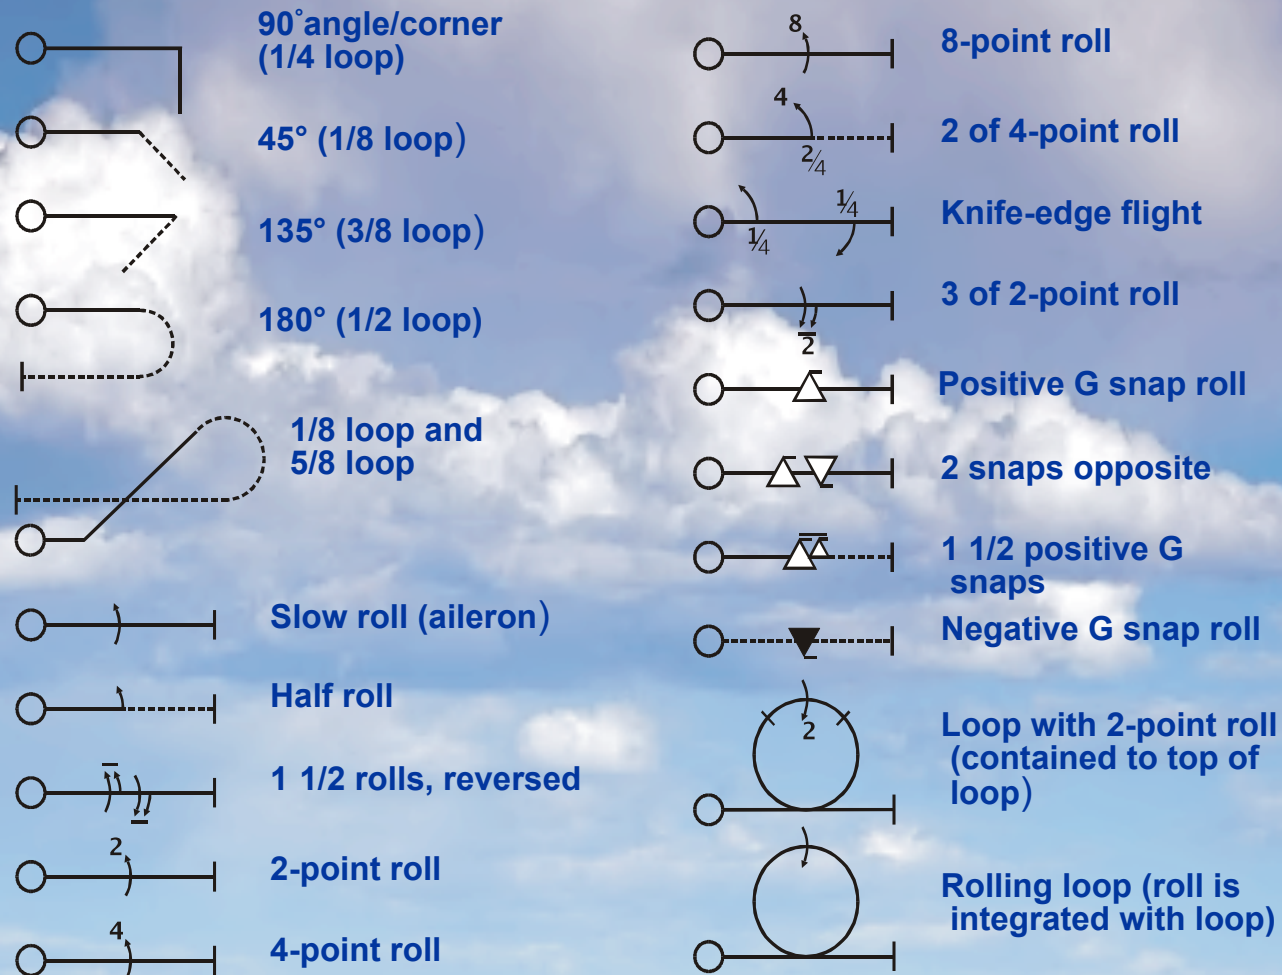 90°angle/corner
(1/4 loop)
45° (1/8 loop)
135° (3/8 loop)
180° (1/2 loop)
1/8 loop and
5/8 loop
Slow roll (aileron)
Half roll
1 1/2 rolls, reversed
2
2-point roll
4
4-point roll
8
8-point roll
4
2/4
2 of 4-point roll
1/4
1/4
Knife-edge flight
2
3 of 2-point roll
Positive G snap roll
2 snaps opposite
1 1/2 positive G
snaps
Negative G snap roll
2
Loop with 2-point roll
(contained to top of
loop)
Rolling loop (roll is
integrated with loop)